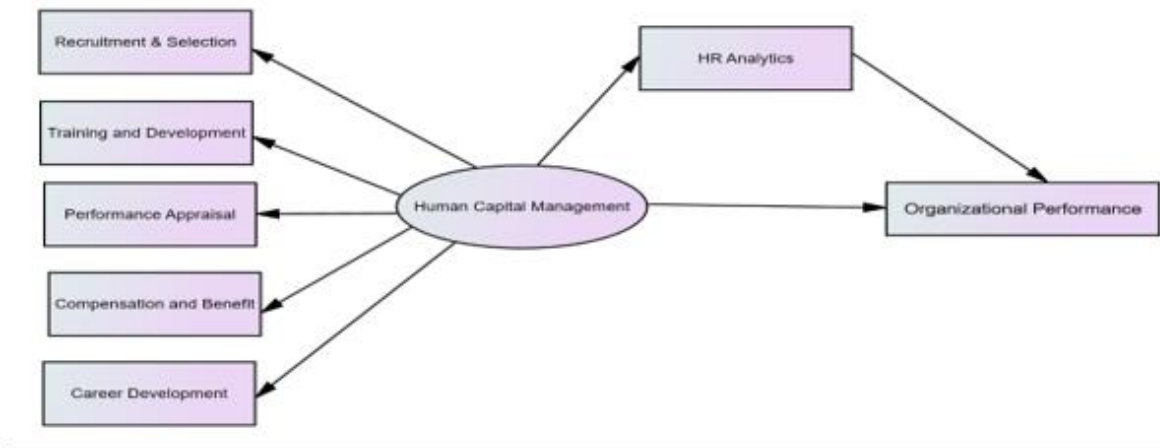 Recruitment & Selection
HR Analytics
Training and Development
Performance Appraisal
Human Capital Management
Organizational Performance
Compensation and Benefit
Career Development